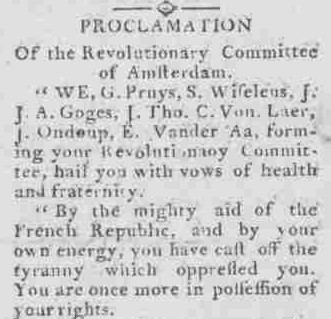 PROCLAMATION
Of the Revolutionary Committee
of Amſterdam.
"WE, G. Pruys, S. Wiſeleus, J.
J. A. Goges, J. Tho. C. Von. Laer,
J. Ondoup, E. Vander 'Aa, form-
ing your Revolutionaoy Commit-
tee, hail you with vows of health
and fraternity.
"By the mighty aid of the
French Republic, and by your
own energy, you have caſt off the
tyranny which oppreſſed you.
You are once more in poſſeſſion of
your rights.